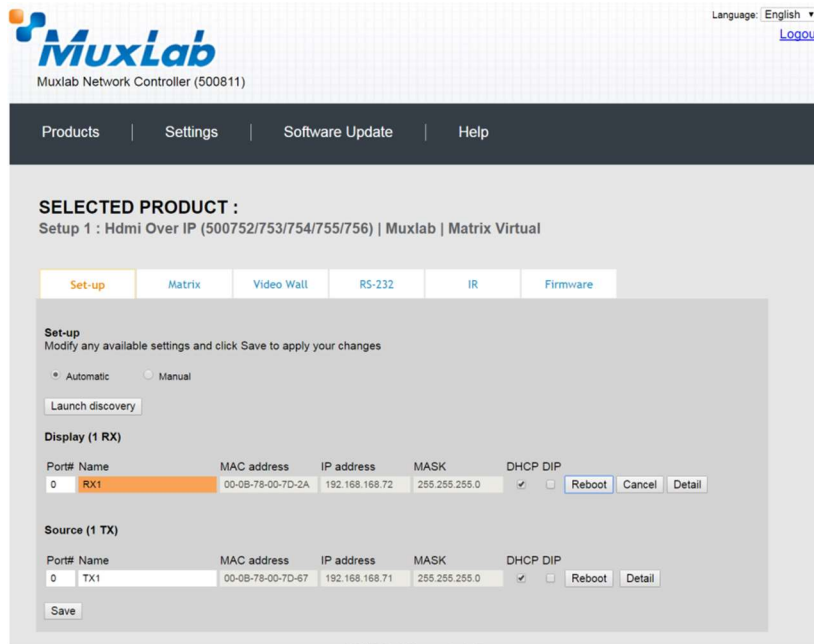 Language: English
Logou
MuxLab
Muxlab Network Controller (500811)
Products | Settings | Software Update | Help
SELECTED PRODUCT :
Setup 1 : Hdmi Over IP (500752/753/754/755/756) | Muxlab | Matrix Virtual
Set-up Matrix Video Wall RS-232 IR Firmware
Set-up
Modify any available settings and click Save to apply your changes
Automatic Manual
Launch discovery
Display (1 RX)
Port# Name MAC address IP address MASK DHCP DIP
0 RX1 00-0B-78-00-7D-2A 192.168.168.72 255.255.255.0 Reboot Cancel Detail
Source (1 TX)
Port# Name MAC address IP address MASK DHCP DIP
0 TX1 00-0B-78-00-7D-67 192.168.168.71 255.255.255.0 Reboot Detail
Save